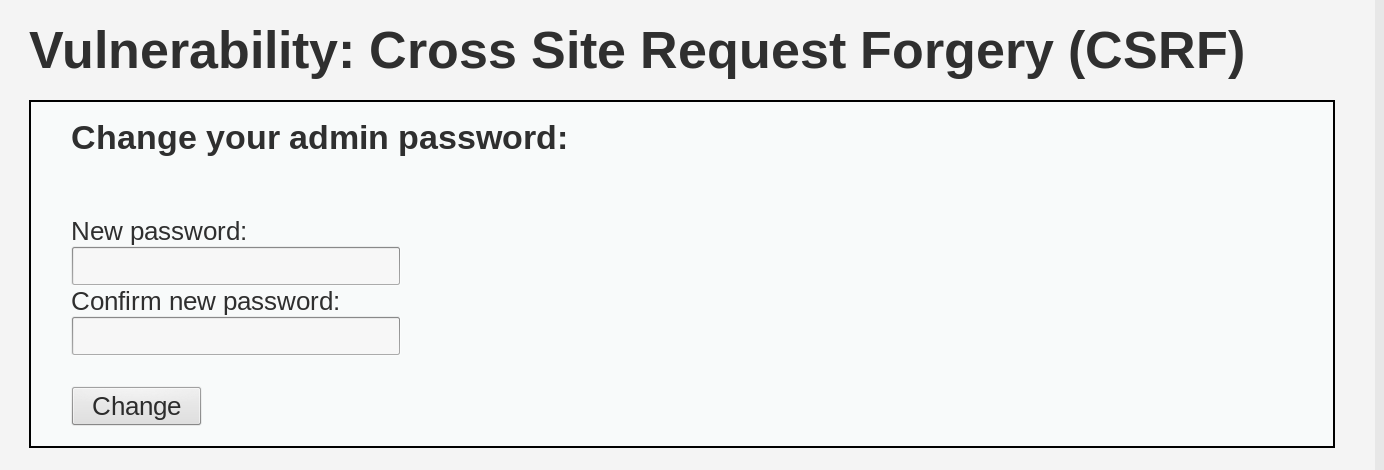 Vulnerability: Cross Site Request Forgery (CSRF)
Change your admin password:
New password:
Confirm new password:
Change